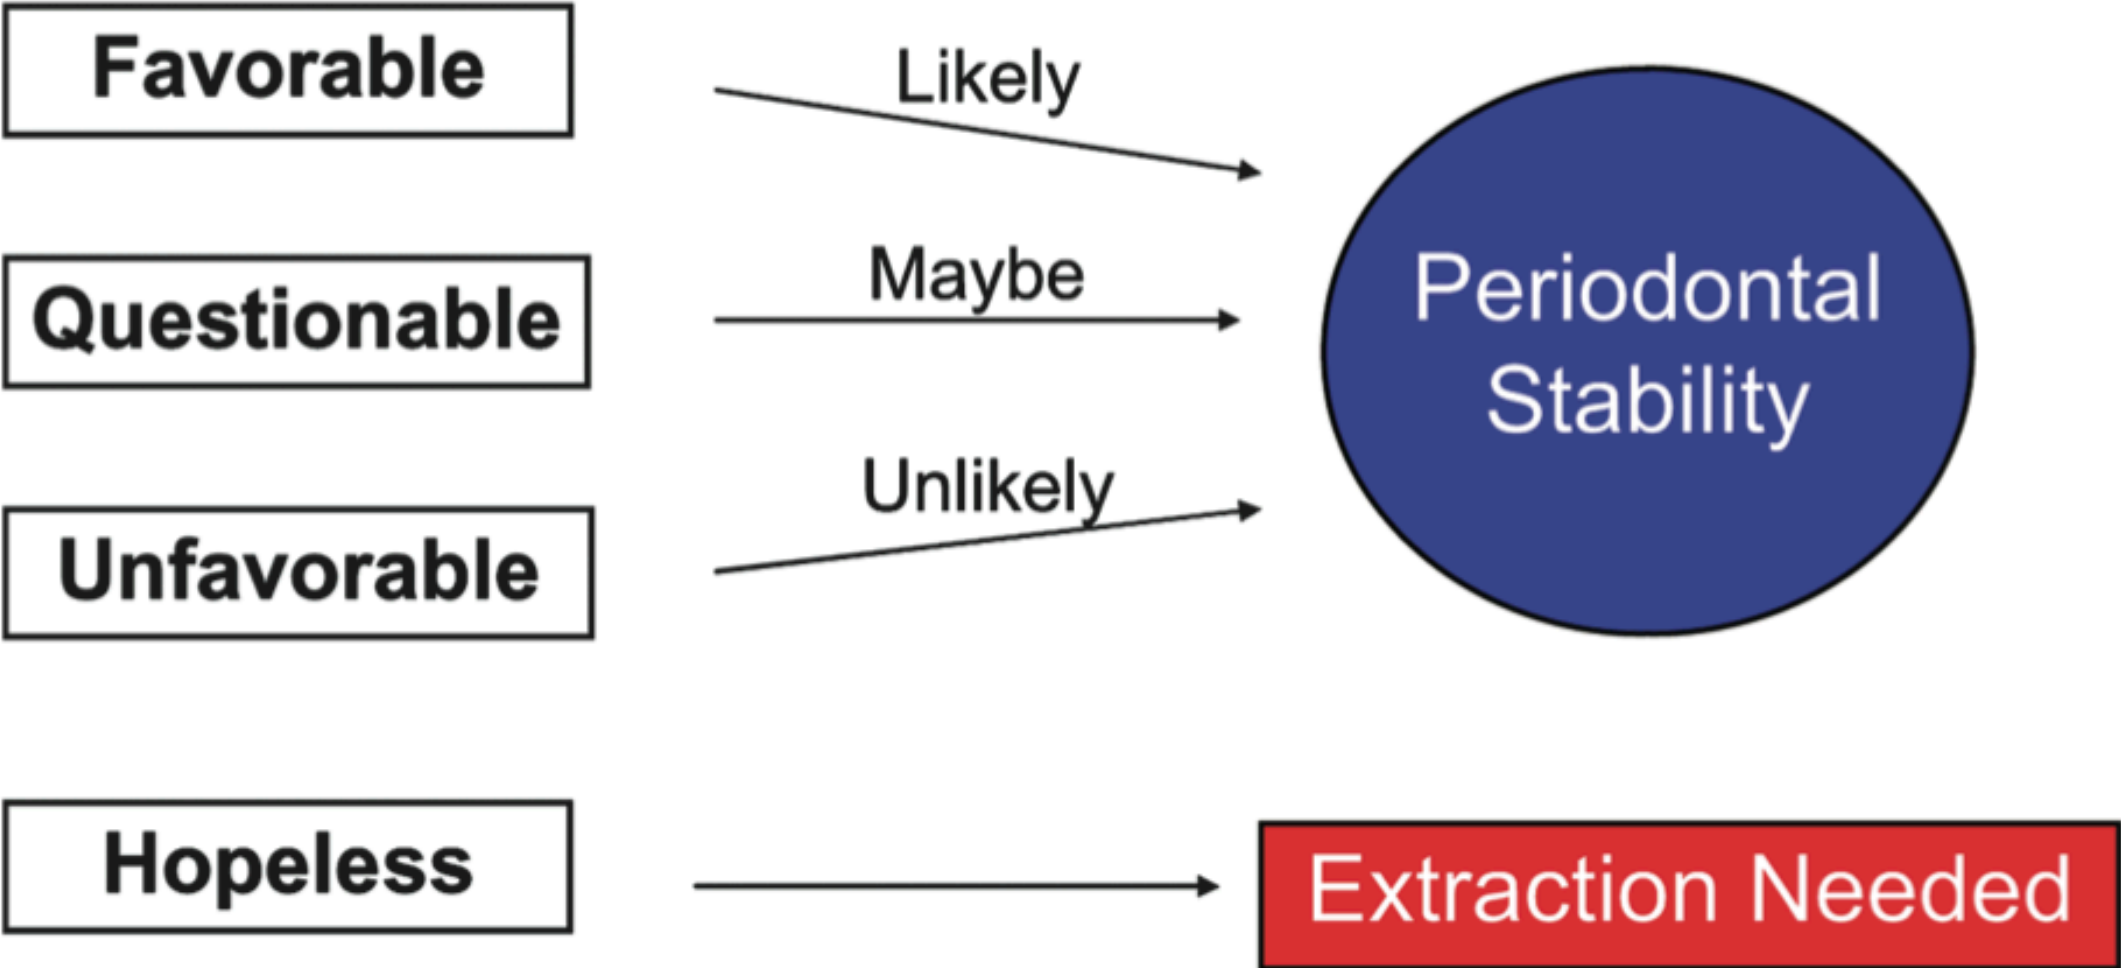 Favorable
Likely
Questionable
Maybe
Unfavorable
Unlikely
Periodontal
Stability
Hopeless
Extraction Needed